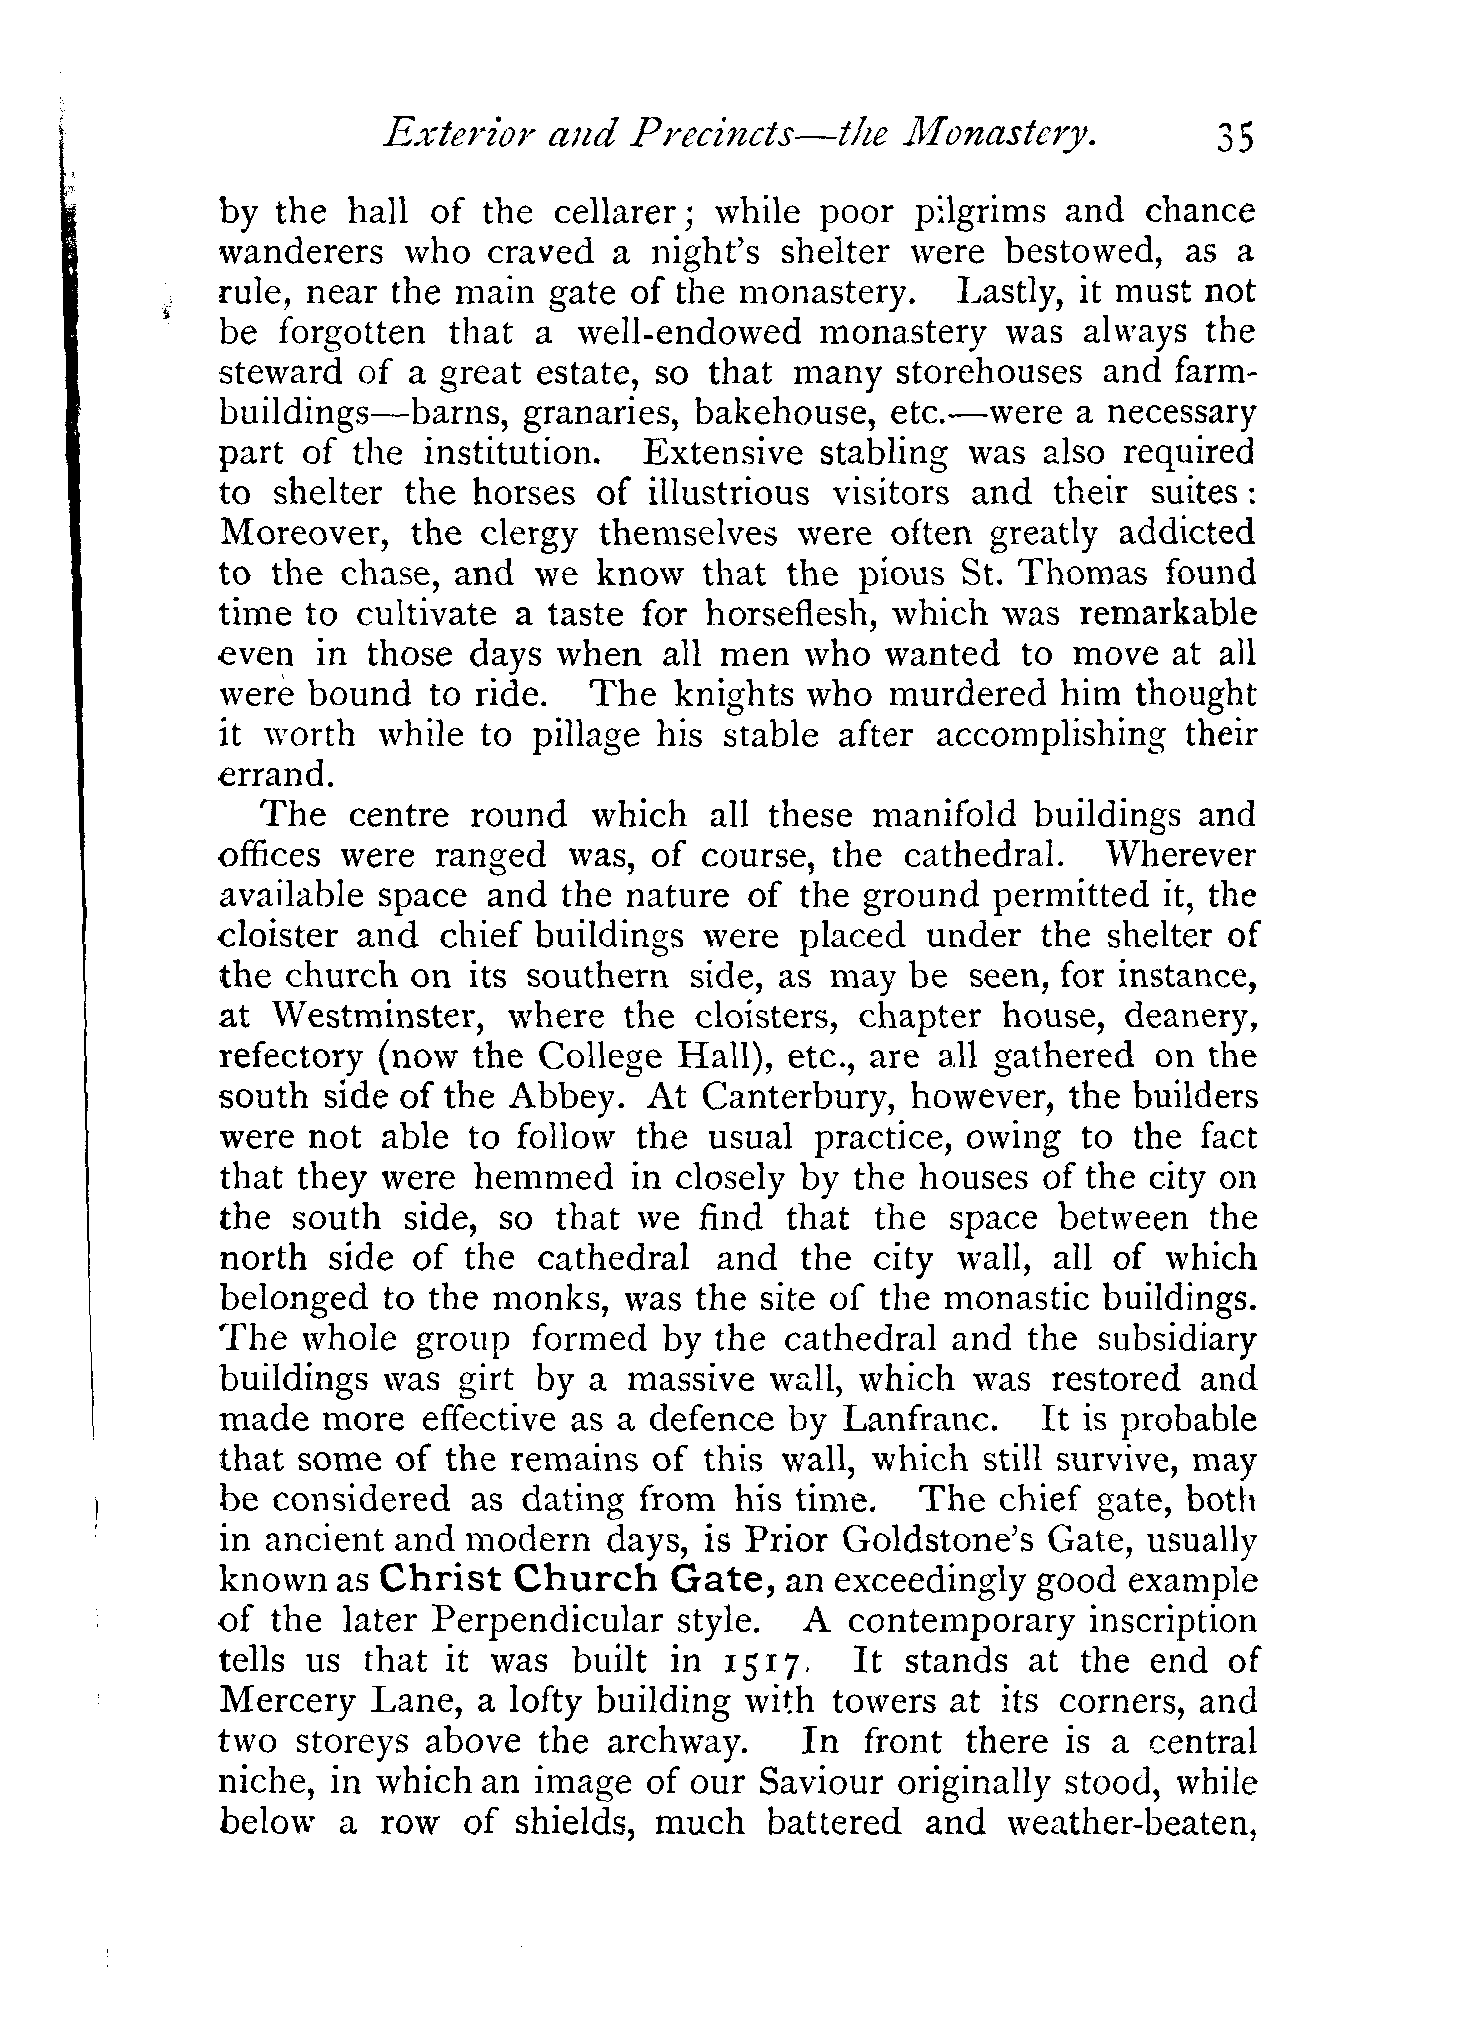 Exterior and Precincts—the Monastery. 35
by the hall of the cellarer; while poor pilgrims and chance
wanderers who craved a night's shelter were bestowed, as a
rule, near the main gate of the monastery. Lastly, it must not
be forgotten that a well-endowed monastery was always the
steward of a great estate, so that many storehouses and farm-
buildings—barns, granaries, bakehouse, etc.—were a necessary
part of the institution. Extensive stabling was also required
to shelter the horses of illustrious visitors and their suites:
Moreover, the clergy themselves were often greatly addicted
to the chase, and we know that the pious St. Thomas found
time to cultivate a taste for horseflesh, which was remarkable
even in those days when all men who wanted to move at all
were bound to ride. The knights who murdered him thought
it worth while to pillage his stable after accomplishing their
errand.
The centre round which all these manifold buildings and
offices were ranged was, of course, the cathedral. Wherever
available space and the nature of the ground permitted it, the
cloister and chief buildings were placed under the shelter of
the church on its southern side, as may be seen, for instance,
at Westminster, where the cloisters, chapter house, deanery,
refectory (now the College Hall), etc., are all gathered on the
south side of the Abbey. At Canterbury, however, the builders
were not able to follow the usual practice, owing to the fact
that they were hemmed in closely by the houses of the city on
the south side, so that we find that the space between the
north side of the cathedral and the city wall, all of which
belonged to the monks, was the site of the monastic buildings.
The whole group formed by the cathedral and the subsidiary
buildings was girt by a massive wall, which was restored and
made more effective as a defence by Lanfranc. It is probable
that some of the remains of this wall, which still survive, may
be considered as dating from his time. The chief gate, both
in ancient and modern days, is Prior Goldstone's Gate, usually
known as Christ Church Gate, an exceedingly good example
of the later Perpendicular style. A contemporary inscription
tells us that it was built in 1517. It stands at the end of
Mercery Lane, a lofty building with towers at its corners, and
two storeys above the archway. In front there is a central
niche, in which an image of our Saviour originally stood, while
below a row of shields, much battered and weather-beaten,